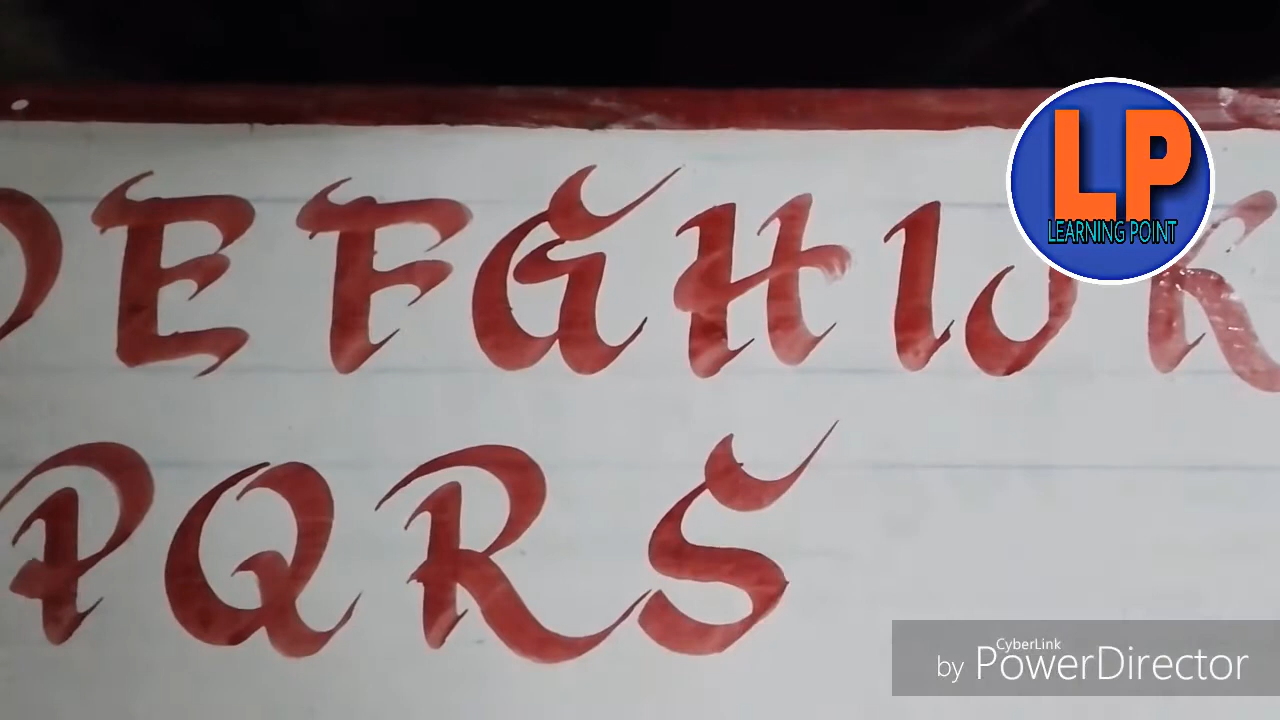 DEFGHIJK
PQRS
LP
LEARNING POINT
CyberLink
by PowerDirector